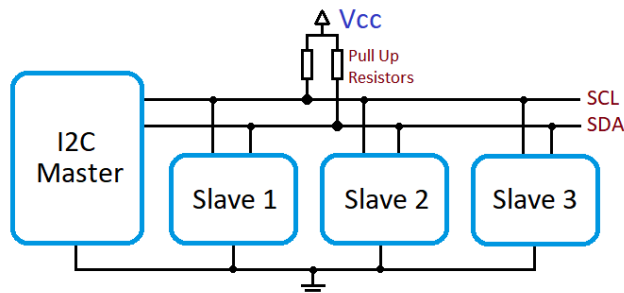 Vcc
Pull Up
Resistors
SCL
SDA
I2C
Master
Slave 1
Slave 2
Slave 3